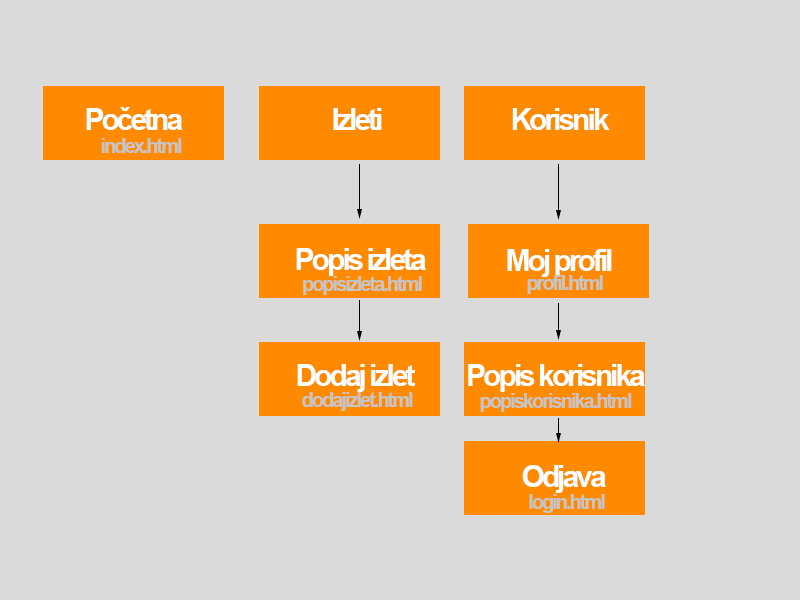 Početna
index.html
Izleti
Korisnik
Popis izleta
popisizleta.html
Moj profil
profil.html
Dodaj izlet
dodajizlet.html
Popis korisnika
popiskorisnika.html
Odjava
login.html